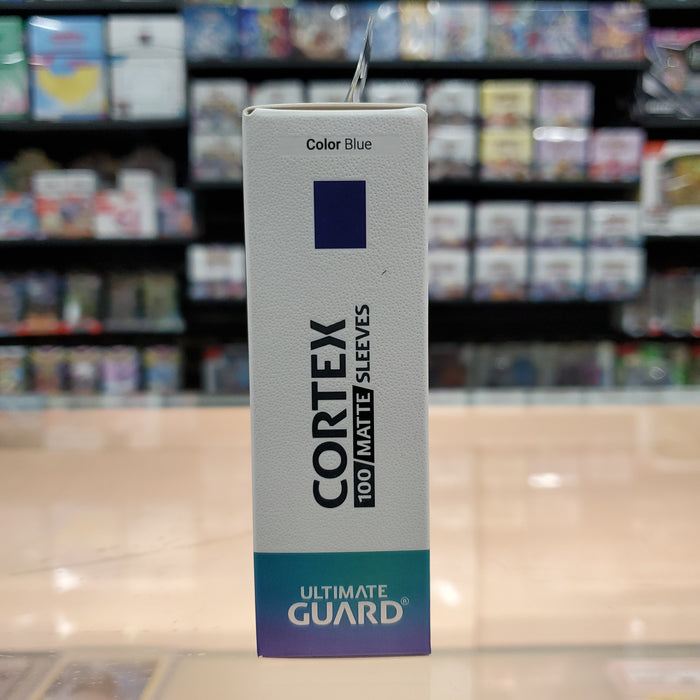 Color Blue
CORTEX
100/MATTE/SLEEVES
ULTIMATE
GUARD®